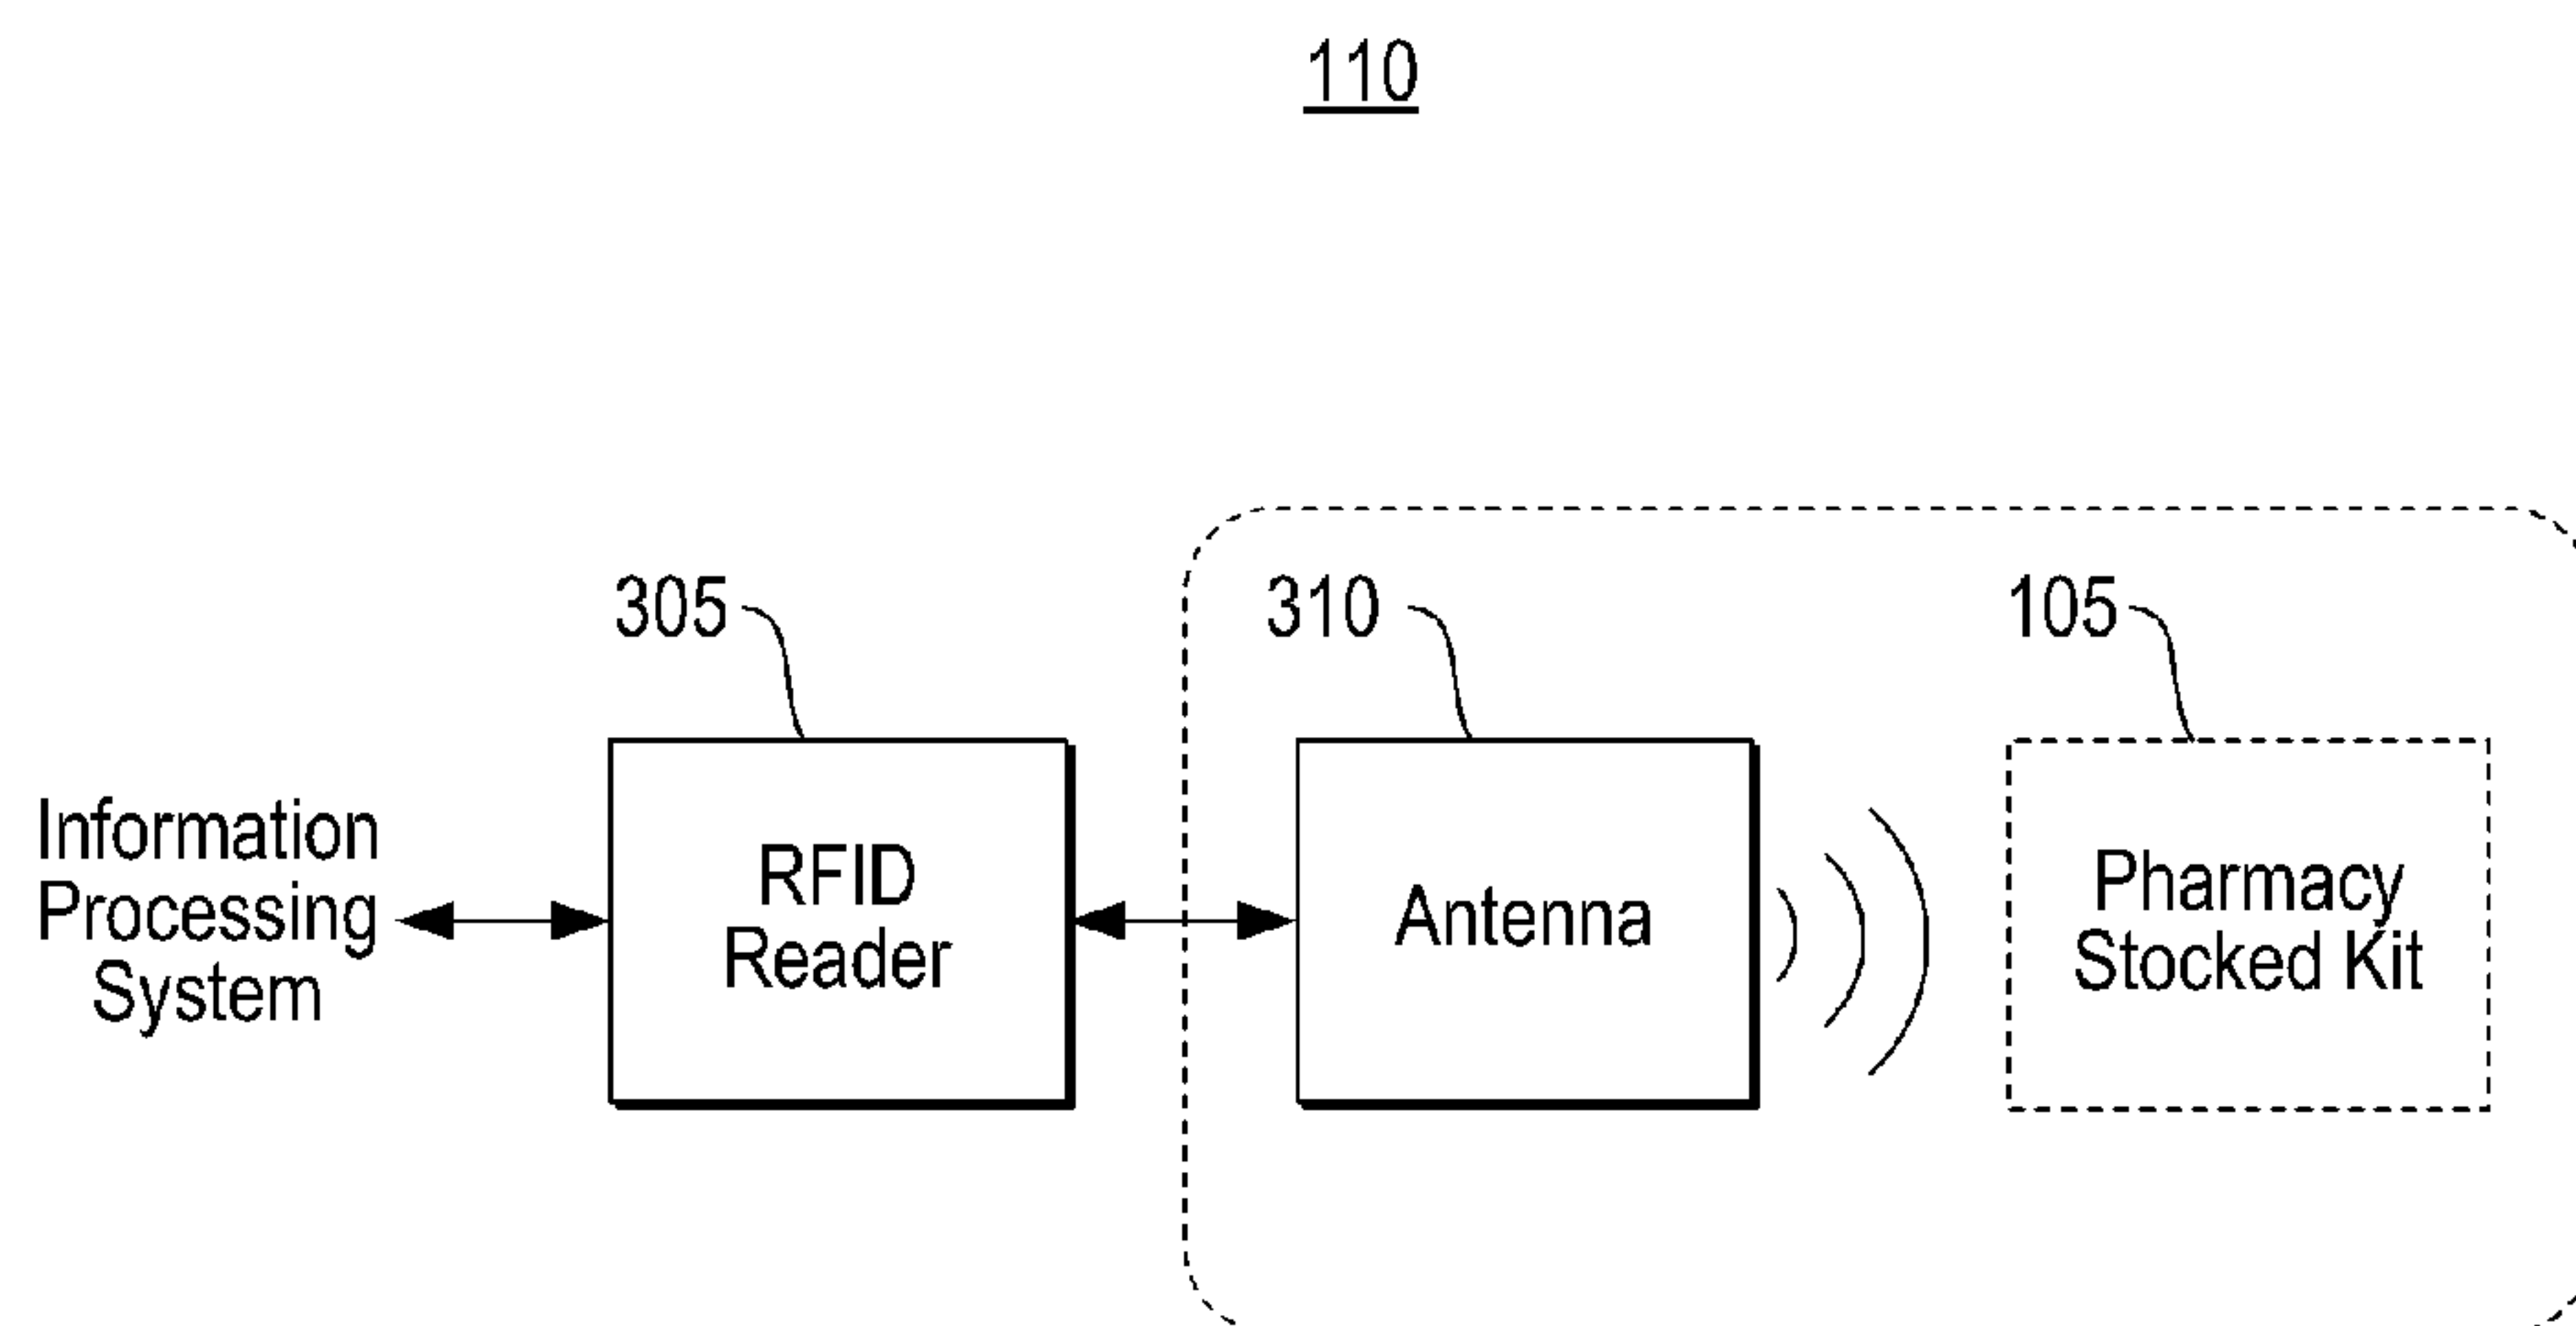 110
305
310
105
Information
Processing
System
RFID
Reader
Antenna
Pharmacy
Stocked Kit